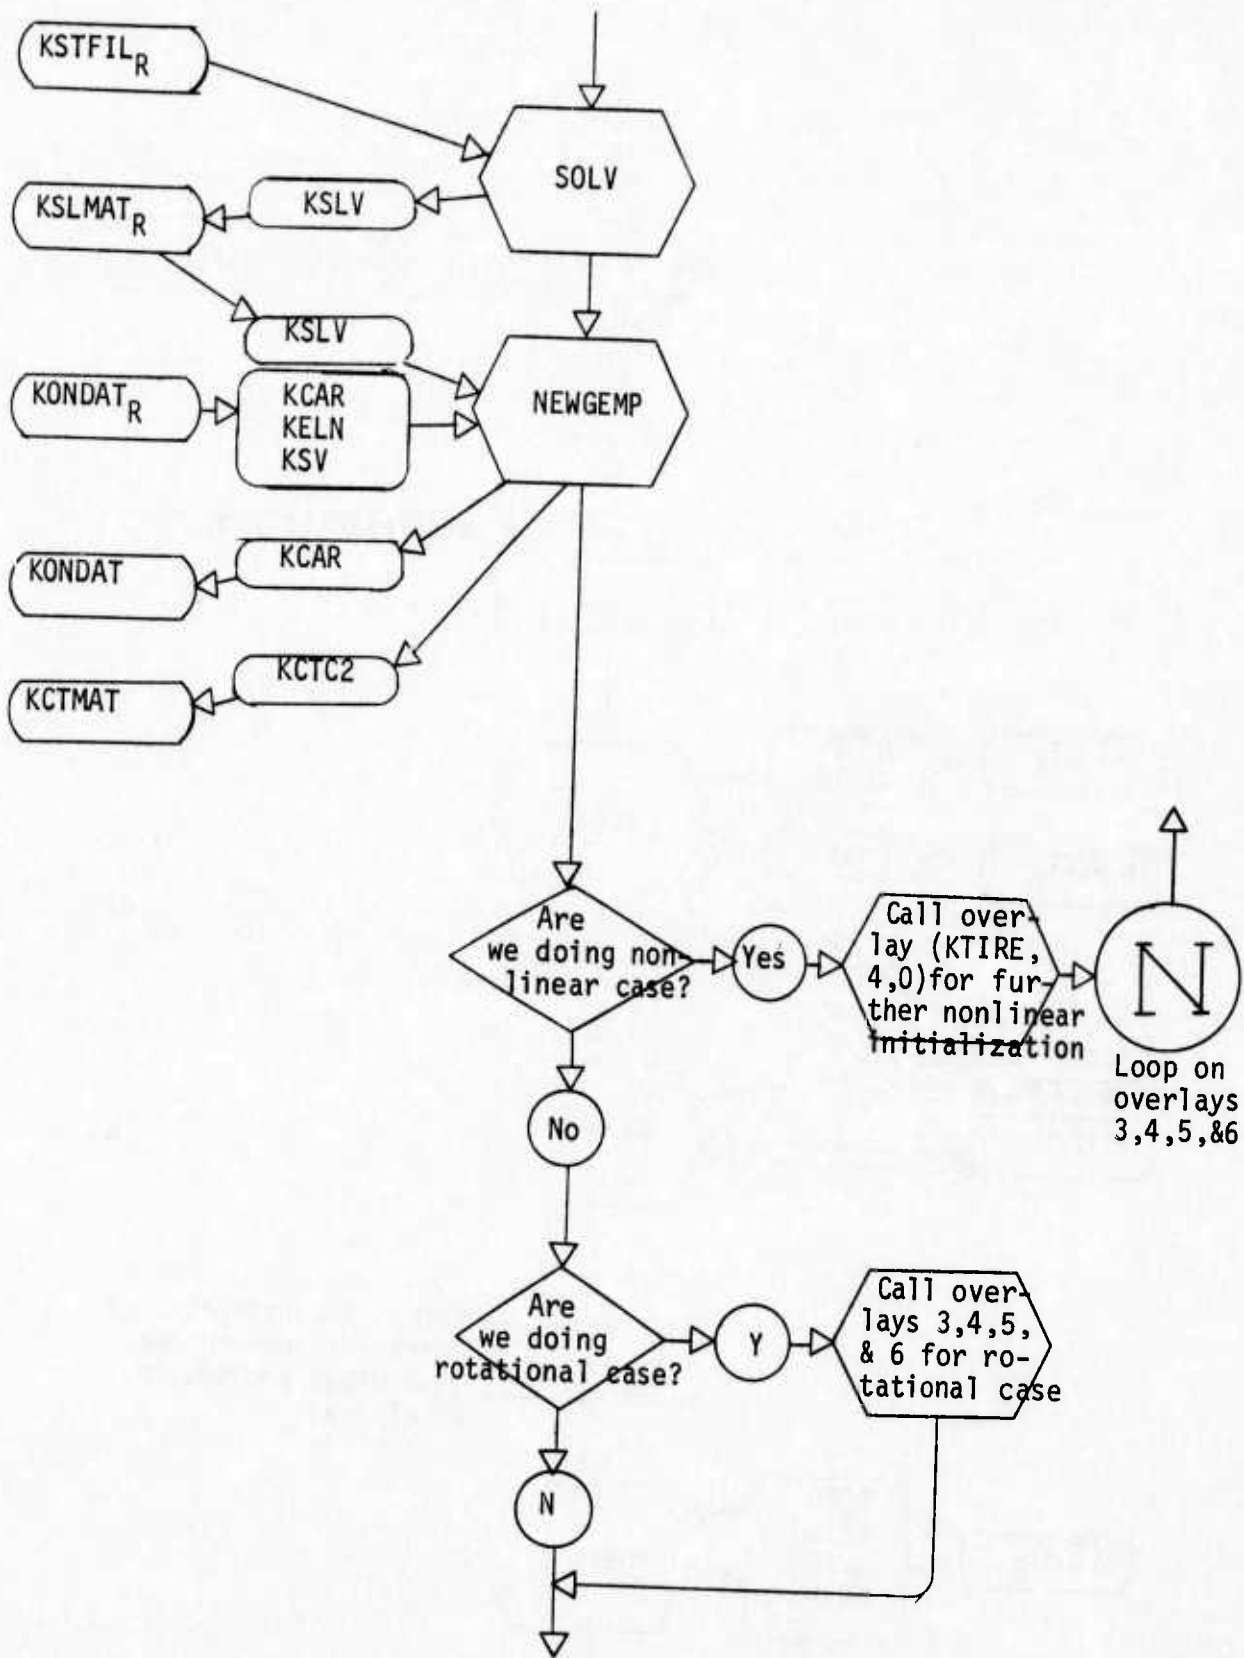 KSTFIL R
SOLV
KSLMAT R
KSLV
KSLV
KONDAT R
KCAR
KELN
KSV
NEWGEMP
KONDAT
KCAR
KCTMAT
KCTC2
Are
we doing non-
linear case?
Yes
Call over-
lay (KTIRE,
4,0)for fur-
ther nonlinear
initialization
N
Loop on
overlays
3,4,5,&6
No
Are
we doing
rotational case?
Y
Call over-
lays 3,4,5,
& 6 for ro-
tational case
N